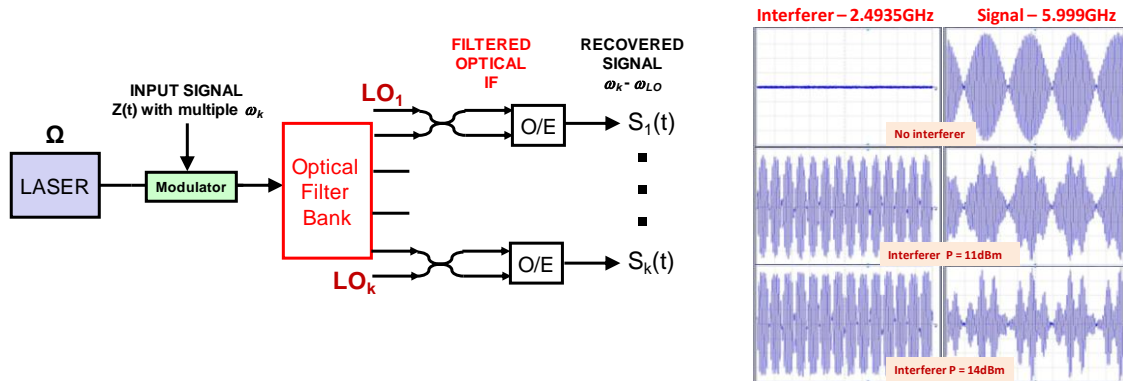 INPUT SIGNAL
Z(t) with multiple ωk
Ω
LASER
Modulator
Optical
Filter
Bank
FILTERED
OPTICAL
IF
RECOVERED
SIGNAL
ωk- ωLO
LO1
O/E
S1(t)
LOk
O/E
Sk(t)
Interferer – 2.4935GHz
Signal – 5.999GHz
No interferer
Interferer P = 11dBm
Interferer P = 14dBm